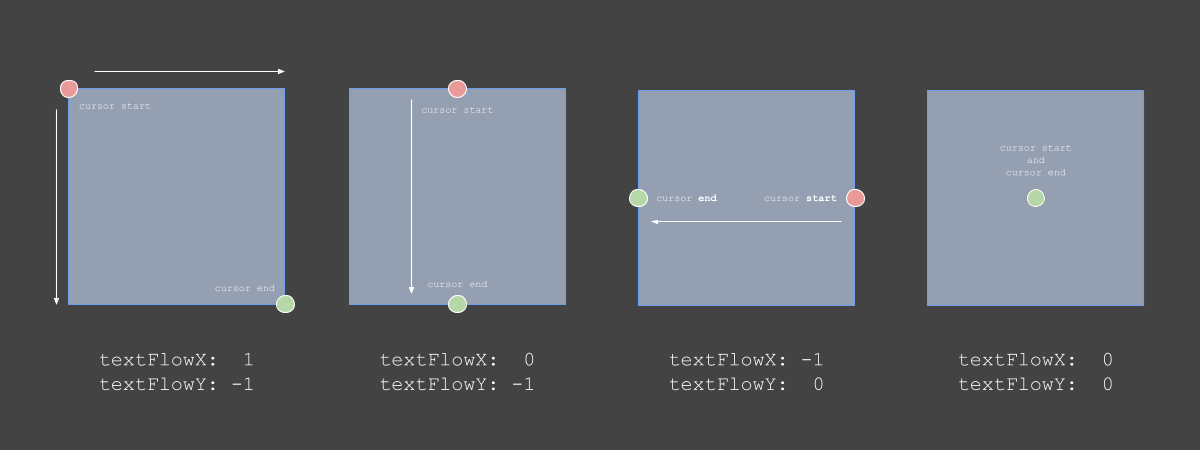 cursor start
cursor end
textFlowX:  1
textFlowY: -1
cursor start
cursor end
textFlowX:  0
textFlowY: -1
cursor end
cursor start
textFlowX: -1
textFlowY:  0
cursor start
and
cursor end
textFlowX:  0
textFlowY:  0